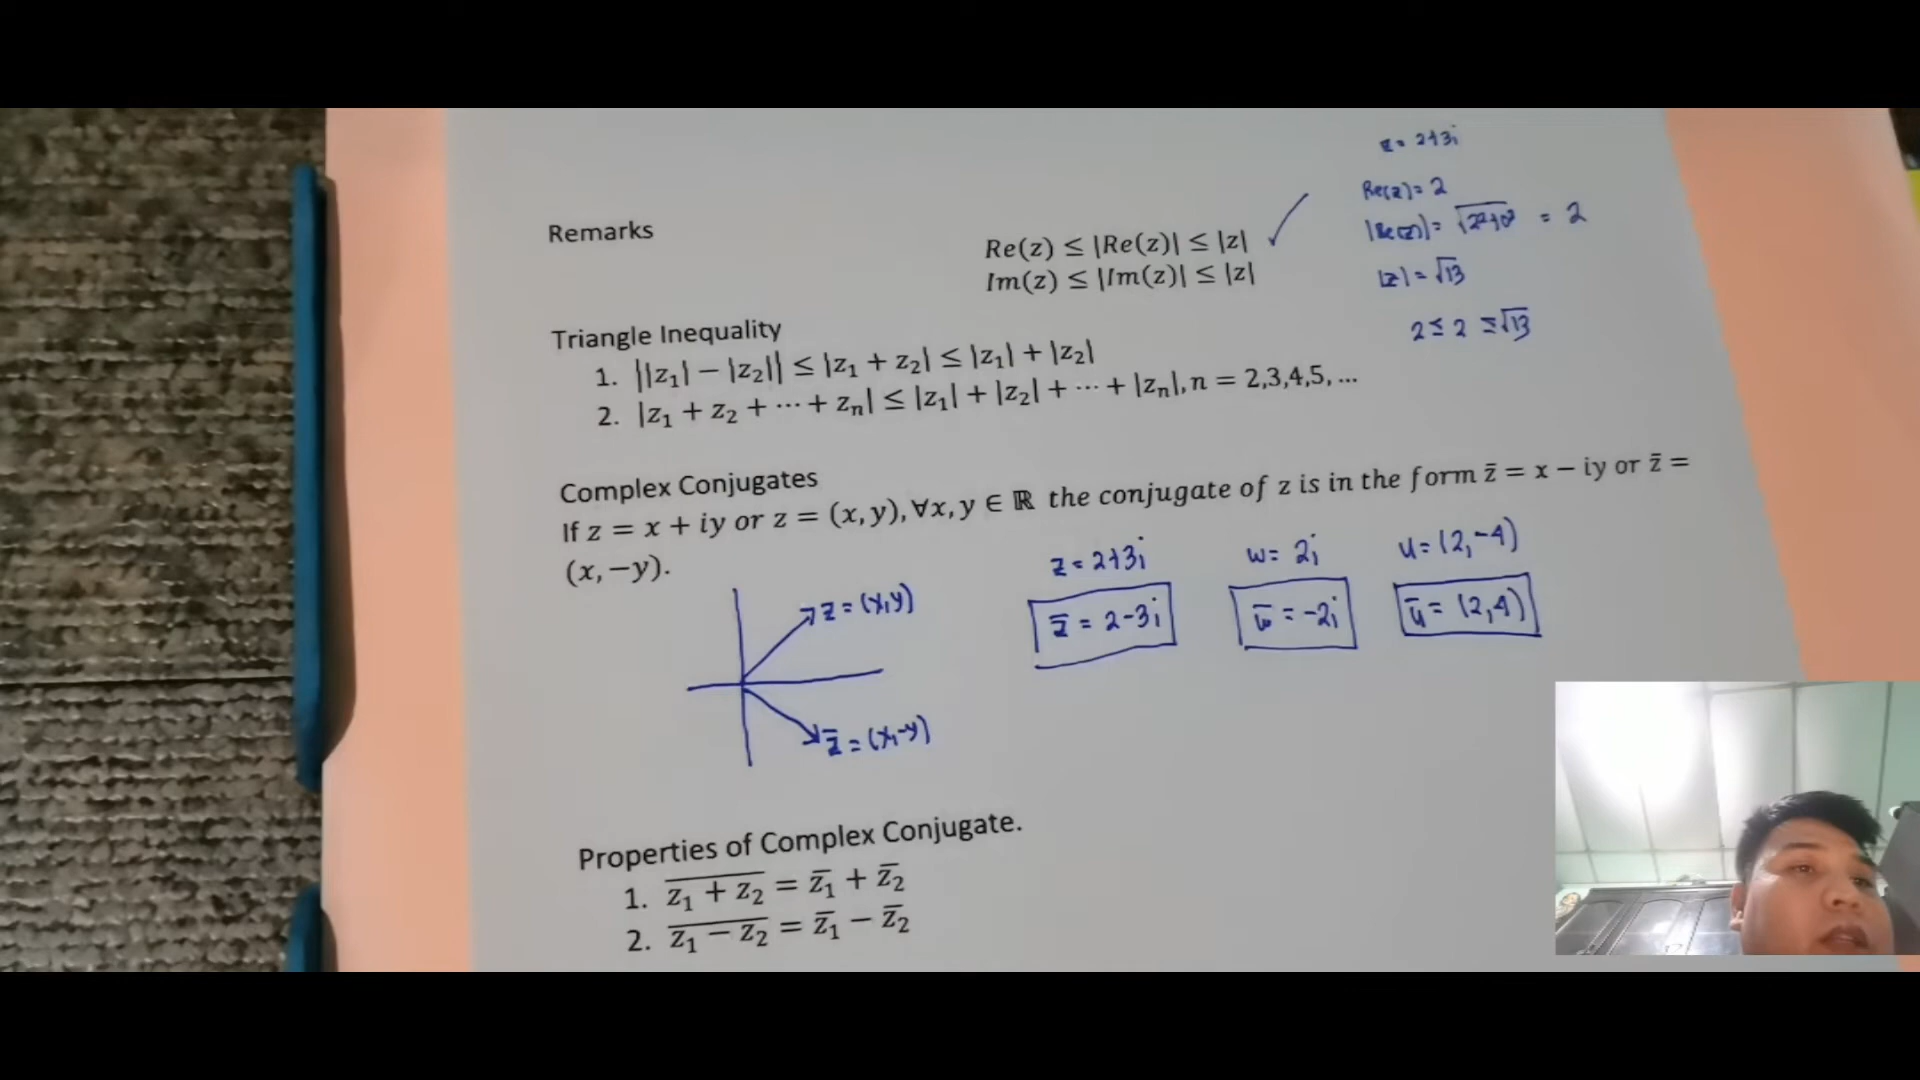 z = 2+3i
Re(z) = 2
Remarks
|Re(z)| = √2²+0² = 2
Re(z) ≤ |Re(z)| ≤ |z| ✓
Im(z) ≤ |Im(z)| ≤ |z|
|z| = √13
2 ≤ 2 ≤ √13
Triangle Inequality
1. ||z₁| − |z₂|| ≤ |z₁ + z₂| ≤ |z₁| + |z₂|
2. |z₁ + z₂ + ⋯ + zₙ| ≤ |z₁| + |z₂| + ⋯ + |zₙ|, n = 2,3,4,5, …
Complex Conjugates
If z = x + iy or z = (x, y), ∀x, y ∈ ℝ the conjugate of z is in the form z̄ = x − iy or z̄ =
(x, −y).
z = 2+3i w = 2i u = (2,-4)
z̄ = 2-3i w̄ = -2i ū = (2,4)
z = (x,y)
z̄ = (x,-y)
Properties of Complex Conjugate.
1. z₁ + z₂‾ = z̄₁ + z̄₂
2. z₁ − z₂‾ = z̄₁ − z̄₂